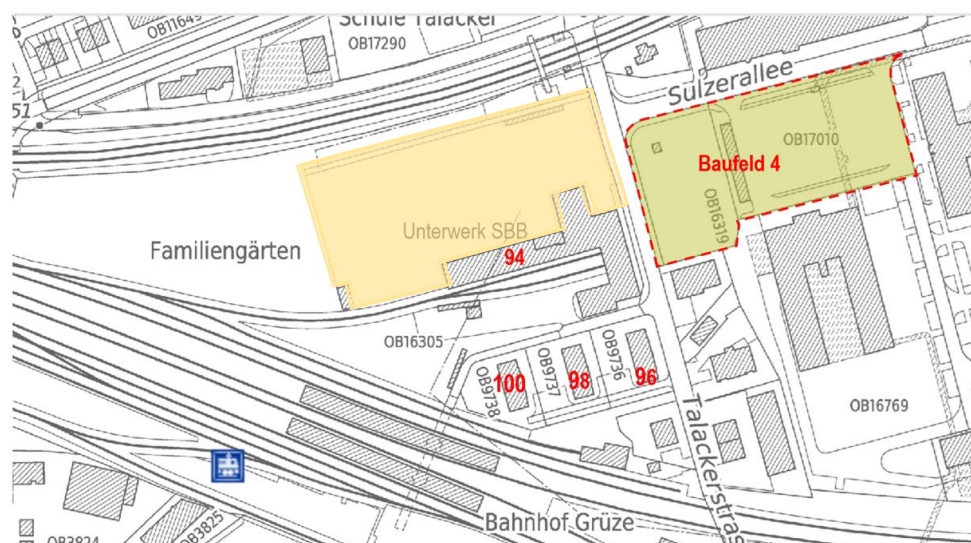 Schule Talacker
OB11649
OB17290
51
Sulzerallee
OB17010
Baufeld 4
OB16319
Unterwerk SBB
94
Familiengärten
OB16305
OB9738
100
OB9737
98
OB9736
96
OB16769
Talackerstras
Bahnhof Grüze
OB3825
OB3824